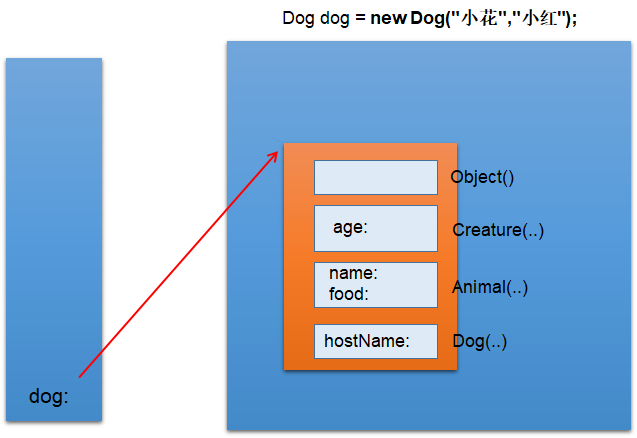 Dog dog = new Dog("小花","小红");
Object()
age:
Creature(..)
name:
food:
Animal(..)
hostName:
Dog(..)
dog: